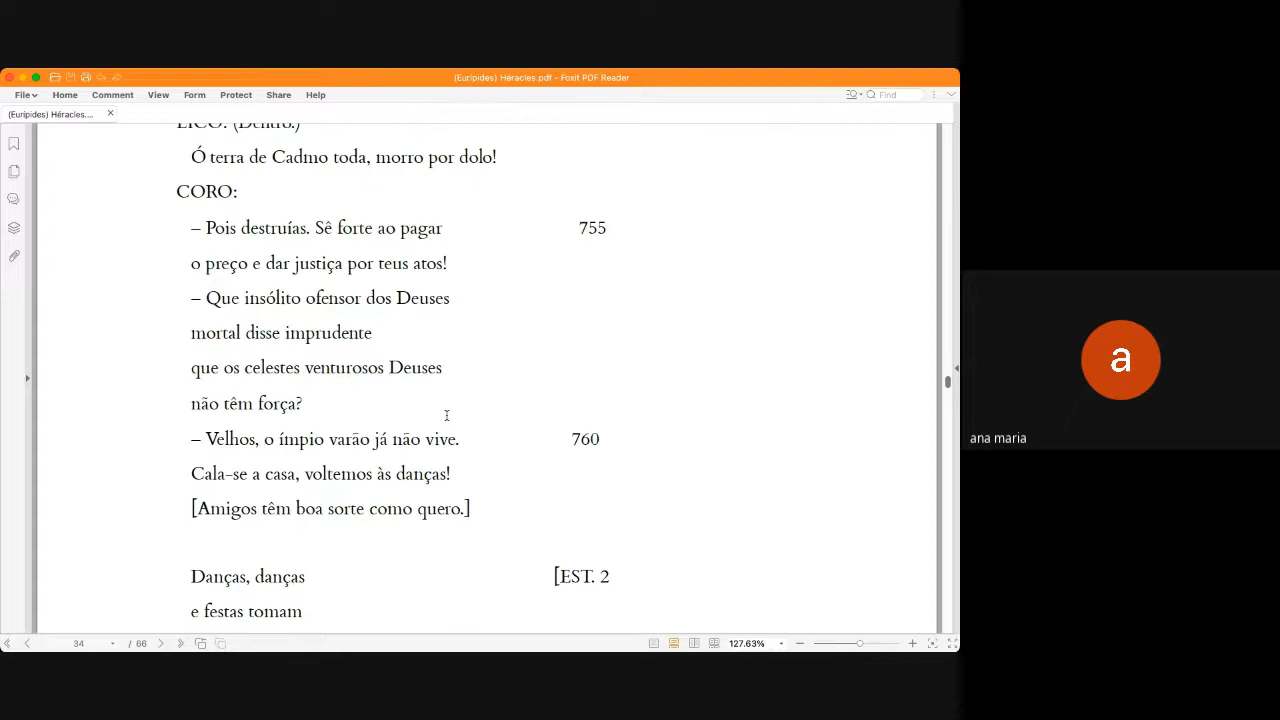 (Eurípides) Héracles.pdf - Foxit PDF Reader
File Home Comment View Form Protect Share Help Find
(Eurípides) Héracles....
LICO: (Dentro.)
Ó terra de Cadmo toda, morro por dolo!
CORO:
– Pois destruías. Sê forte ao pagar 755
o preço e dar justiça por teus atos!
– Que insólito ofensor dos Deuses
mortal disse imprudente
que os celestes venturosos Deuses
não têm força?
– Velhos, o ímpio varão já não vive. 760
Cala-se a casa, voltemos às danças!
[Amigos têm boa sorte como quero.]
Danças, danças [EST. 2
e festas tomam
34 / 66 127.63%
a
ana maria